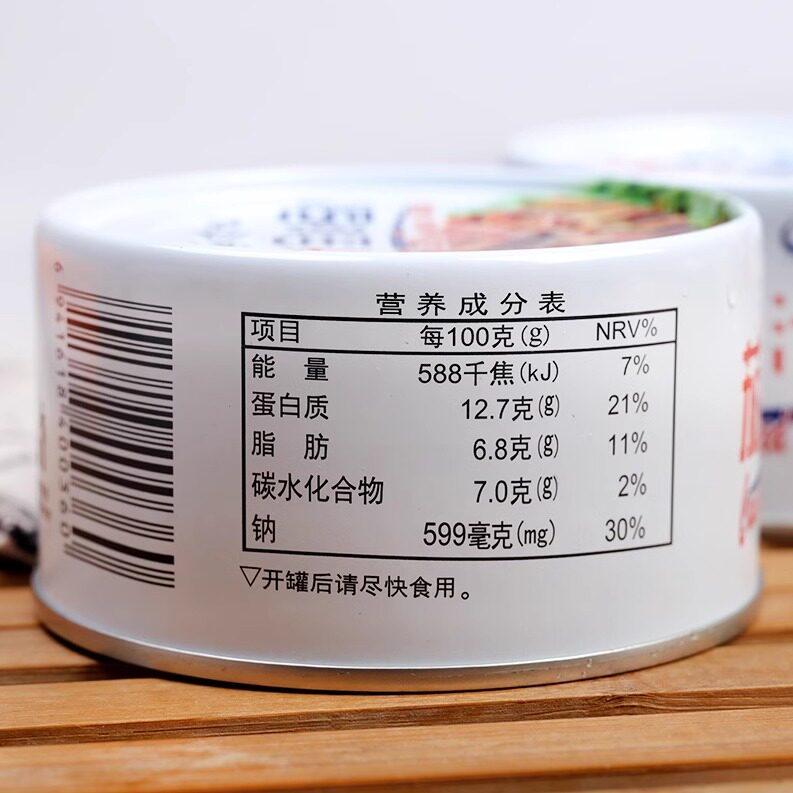 营养成分表
项目 每100克(g) NRV%
能 量 588千焦(kJ) 7%
蛋白质 12.7克(g) 21%
脂 肪 6.8克(g) 11%
碳水化合物 7.0克(g) 2%
钠 599毫克(mg) 30%
▽开罐后请尽快食用。
6 941618 400360